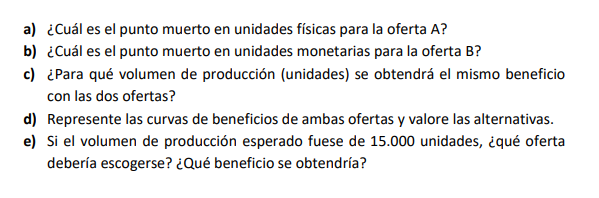 a) ¿Cuál es el punto muerto en unidades físicas para la oferta A?
b) ¿Cuál es el punto muerto en unidades monetarias para la oferta B?
c) ¿Para qué volumen de producción (unidades) se obtendrá el mismo beneficio
con las dos ofertas?
d) Represente las curvas de beneficios de ambas ofertas y valore las alternativas.
e) Si el volumen de producción esperado fuese de 15.000 unidades, ¿qué oferta
debería escogerse? ¿Qué beneficio se obtendría?